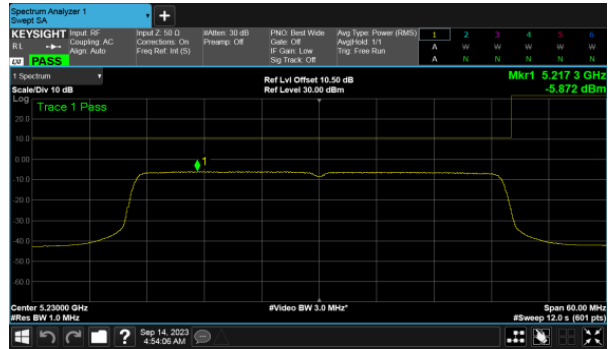 Spectrum Analyzer 1
Swept SA
+
KEYSIGHT Input: RF Input Z: 50 Ω #Atten: 30 dB PNO: Best Wide Avg Type: Power (RMS) 1 2 3 4 5 6
RL Coupling: AC Corrections: On Preamp: Off Gate: Off Avg|Hold: 1/1 A W W W W W
Align: Auto Freq Ref: Int (S) IF Gain: Low Trig: Free Run
LXI PASS Sig Track: Off A N N N N N
1 Spectrum Ref Lvl Offset 10.50 dB Mkr1 5.217 3 GHz
Scale/Div 10 dB Ref Level 30.00 dBm -5.872 dBm
Log
Trace 1 Pass
20.0
10.0
0.00
1
-10.0
-20.0
-30.0
-40.0
-50.0
-60.0
Center 5.23000 GHz #Video BW 3.0 MHz* Span 60.00 MHz
#Res BW 1.0 MHz #Sweep 12.0 s (601 pts)
? Sep 14, 2023
4:54:06 AM